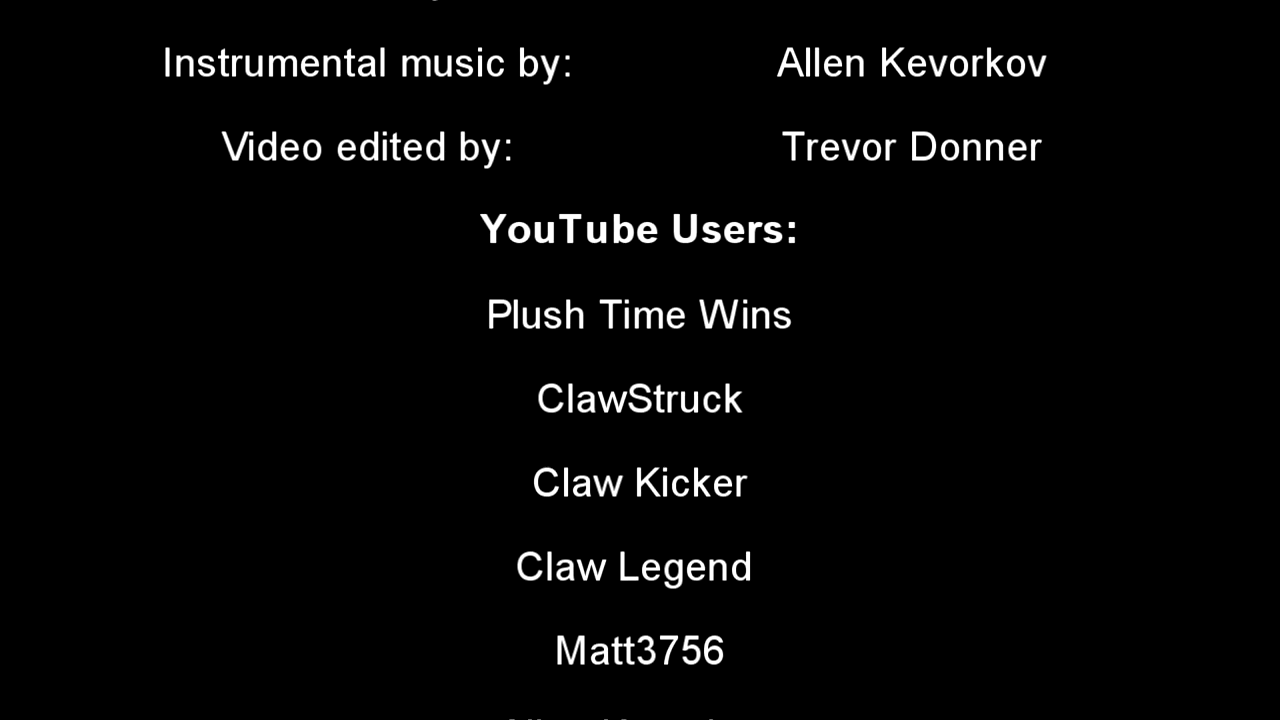 Instrumental music by: Allen Kevorkov
Video edited by: Trevor Donner
YouTube Users:
Plush Time Wins
ClawStruck
Claw Kicker
Claw Legend
Matt3756